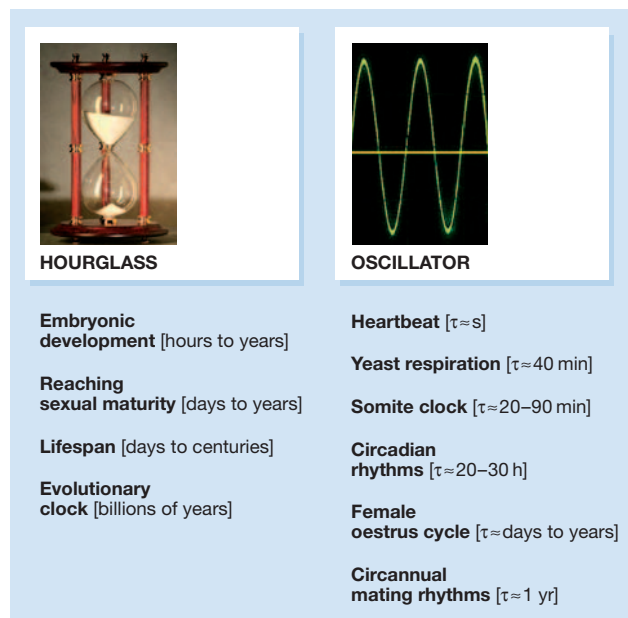 HOURGLASS
Embryonic
development [hours to years]
Reaching
sexual maturity [days to years]
Lifespan [days to centuries]
Evolutionary
clock [billions of years]
OSCILLATOR
Heartbeat [τ≈s]
Yeast respiration [τ≈40 min]
Somite clock [τ≈20–90 min]
Circadian
rhythms [τ≈20–30 h]
Female
oestrus cycle [τ≈days to years]
Circannual
mating rhythms [τ≈1 yr]